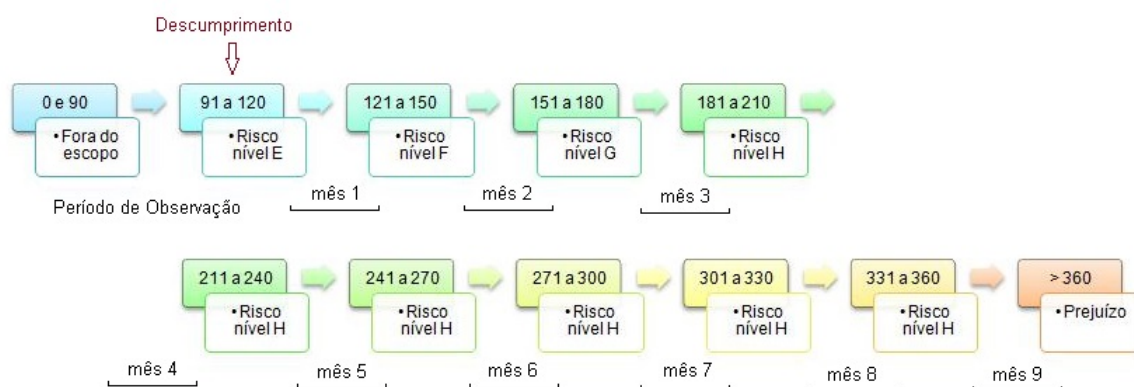 Descumprimento
0 e 90
91 a 120
121 a 150
151 a 180
181 a 210
•Fora do
escopo
•Risco
nível E
•Risco
nível F
•Risco
nível G
•Risco
nível H
Período de Observação
mês 1
mês 2
mês 3
211 a 240
241 a 270
271 a 300
301 a 330
331 a 360
> 360
•Risco
nível H
•Risco
nível H
•Risco
nível H
•Risco
nível H
•Risco
nível H
•Prejuízo
mês 4
mês 5
mês 6
mês 7
mês 8
mês 9